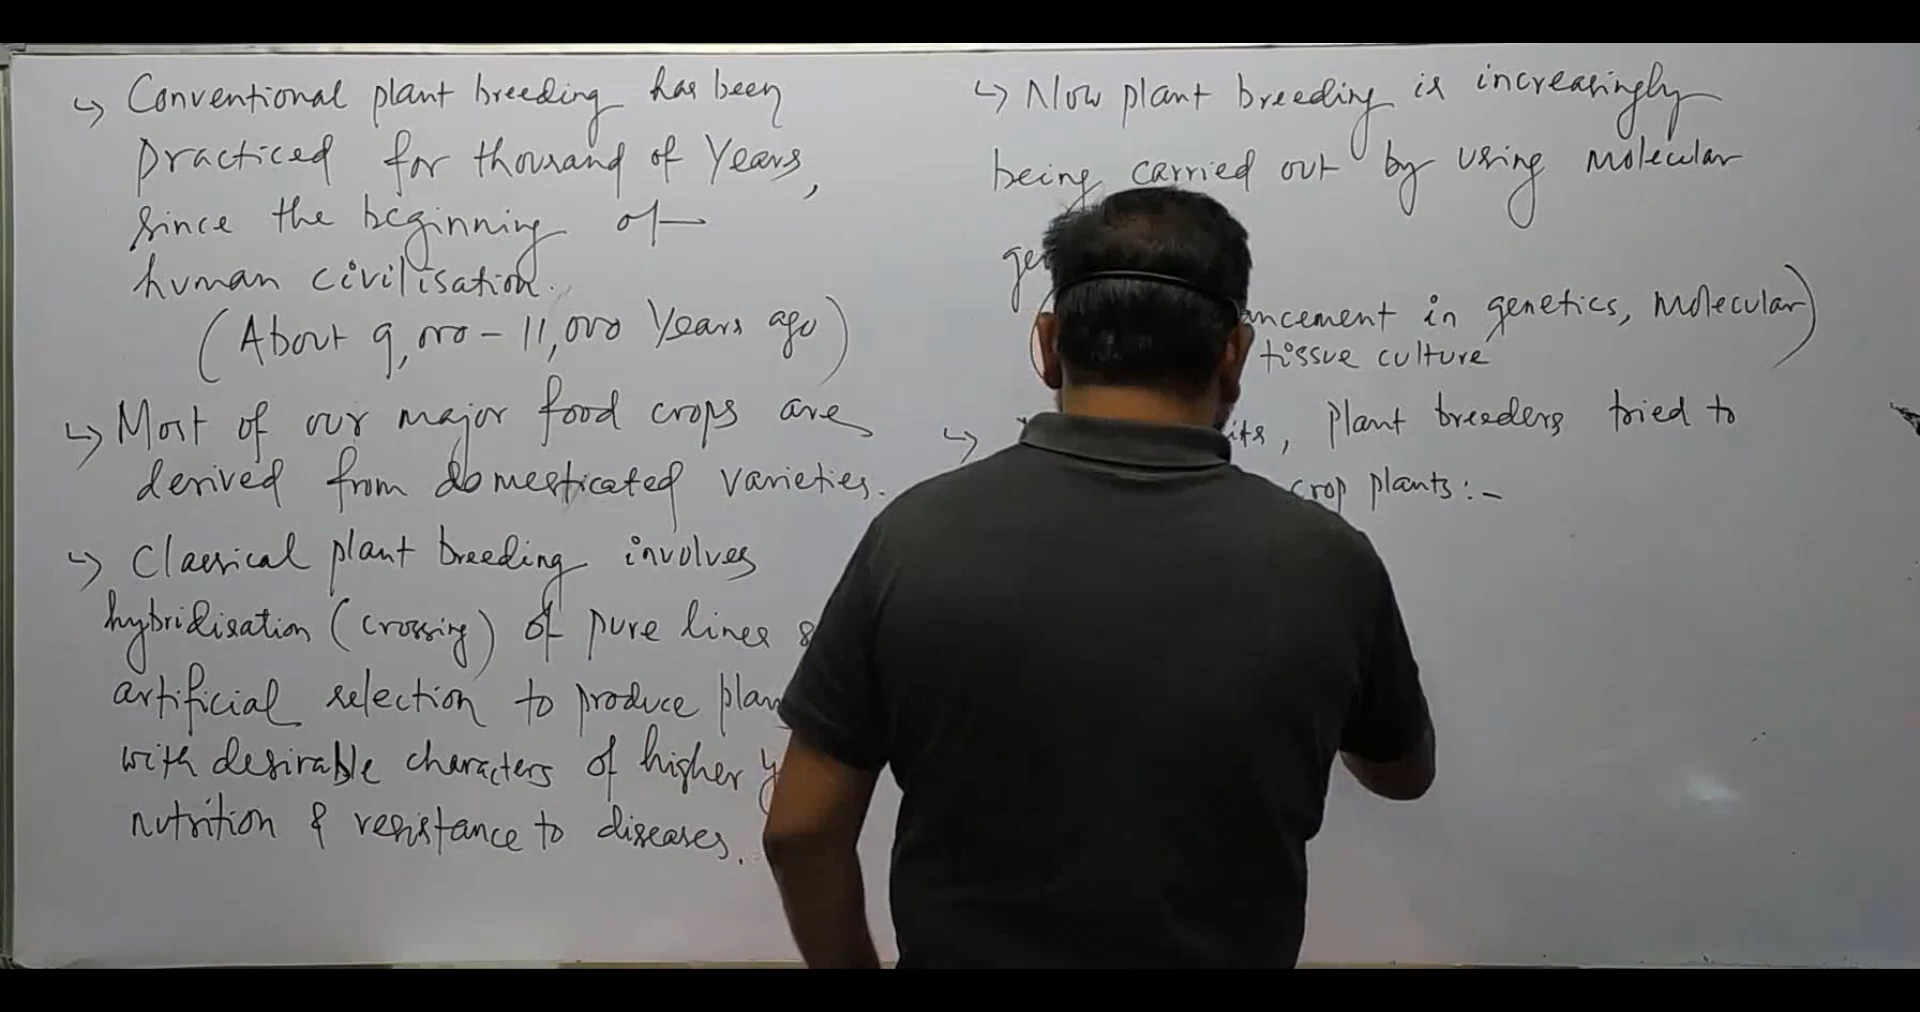 ↳ Conventional plant breeding has been
practiced for thousand of years,
since the beginning of
human civilisation.
(About 9,000 - 11,000 years ago)
↳ Most of our major food crops are
derived from domesticated varieties.
↳ Classical plant breeding involves
hybridisation (crossing) of pure lines &
artificial selection to produce
with desirable characters of higher
nutrition & resistance to diseases.
↳ Now plant breeding is increasingly
being carried out by using molecular
in genetics, molecular)
tissue culture
↳ , plant breeders tried to
crop plants :-